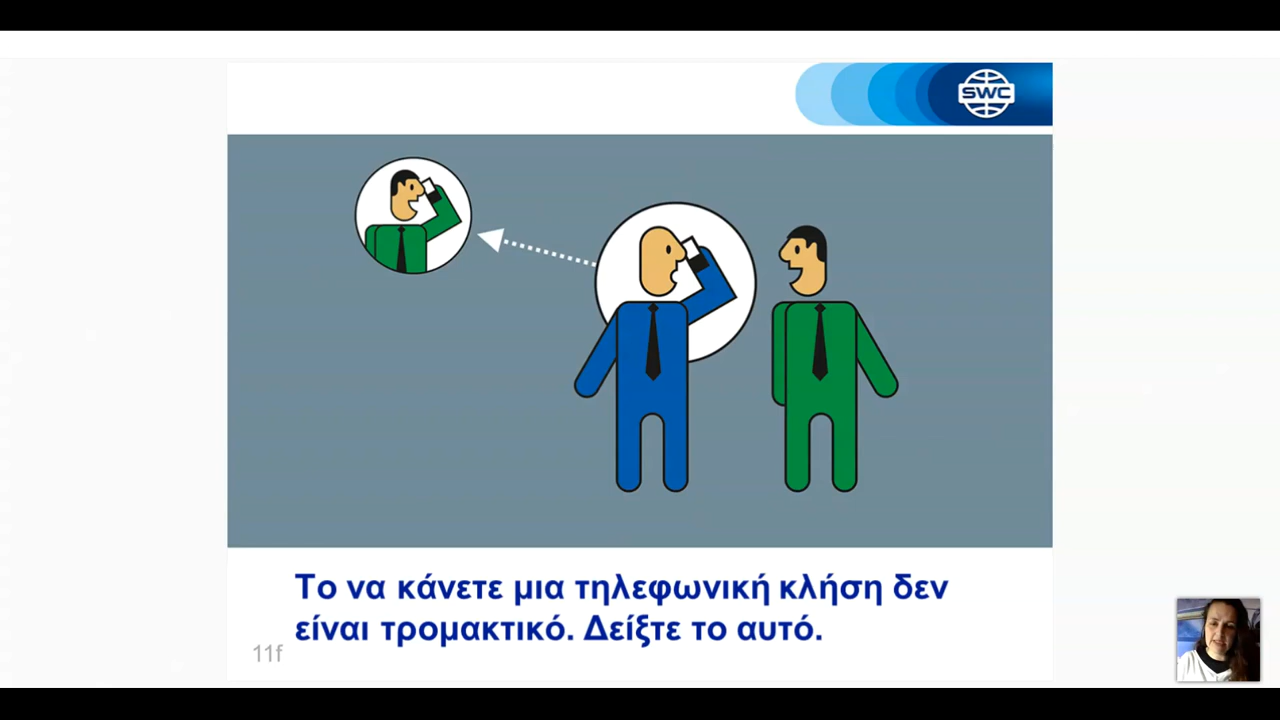 SWC
Το να κάνετε μια τηλεφωνική κλήση δεν
είναι τρομακτικό. Δείξτε το αυτό.
11f